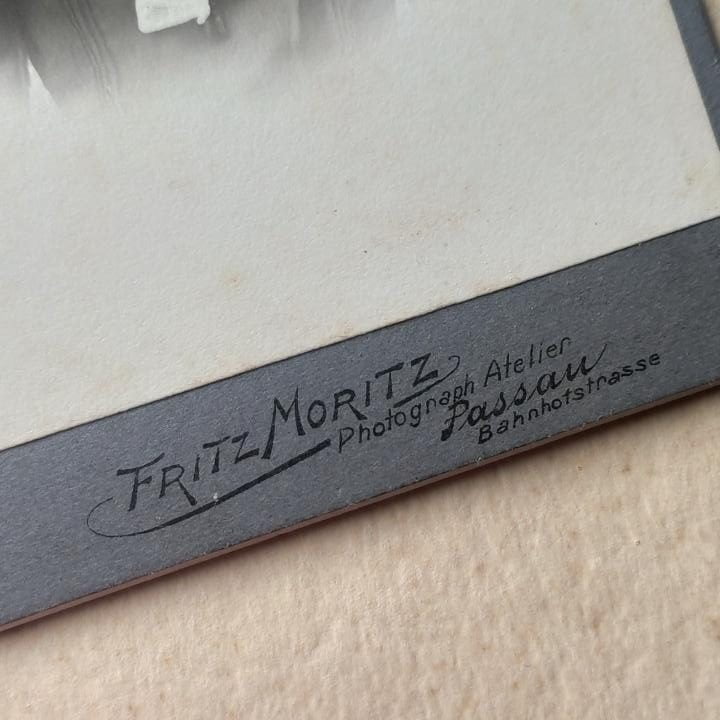 FRITZ MORITZ
Photograph Atelier
Passau
Bahnhofstrasse